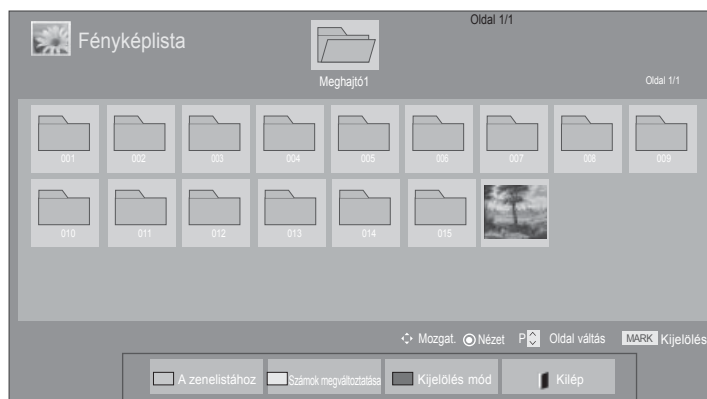 Oldal 1/1
Fényképlista
Meghajtó1
Oldal 1/1
001 002 003 004 005 006 007 008 009
010 011 012 013 014 015
Mozgat. Nézet P Oldal váltás MARK Kijelölés
A zenelistához Számok megváltoztatása Kijelölés mód Kilép